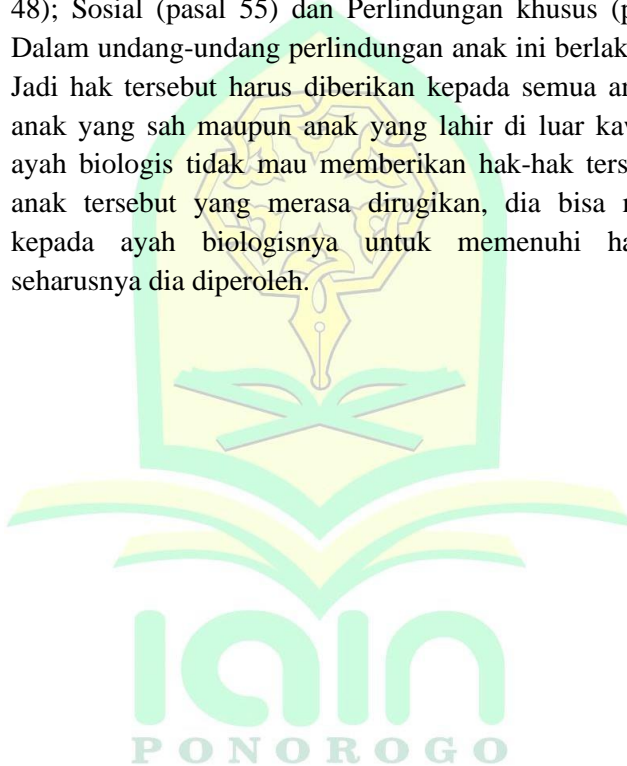 48); Sosial (pasal 55) dan Perlindungan khusus (p
Dalam undang-undang perlindungan anak ini berlak
Jadi hak tersebut harus diberikan kepada semua an
anak yang sah maupun anak yang lahir di luar kav
ayah biologis tidak mau memberikan hak-hak ters
anak tersebut yang merasa dirugikan, dia bisa
kepada ayah biologisnya untuk memenuhi ha
seharusnya dia diperoleh.
iain
PONOROGO